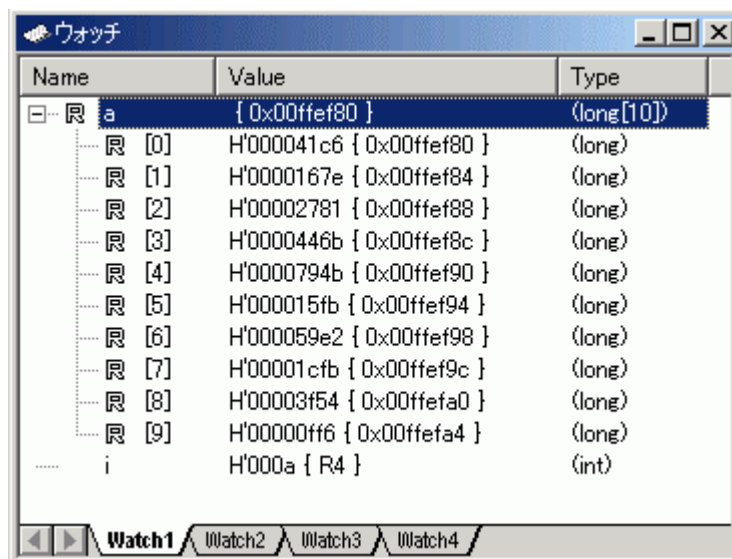 ウォッチ
Name Value Type
R a { 0x00ffef80 } (long[10])
R [0] H'000041c6 { 0x00ffef80 } (long)
R [1] H'0000167e { 0x00ffef84 } (long)
R [2] H'00002781 { 0x00ffef88 } (long)
R [3] H'0000446b { 0x00ffef8c } (long)
R [4] H'0000794b { 0x00ffef90 } (long)
R [5] H'000015fb { 0x00ffef94 } (long)
R [6] H'000059e2 { 0x00ffef98 } (long)
R [7] H'00001cfb { 0x00ffef9c } (long)
R [8] H'00003f54 { 0x00ffefa0 } (long)
R [9] H'00000ff6 { 0x00ffefa4 } (long)
i H'000a { R4 } (int)
Watch1 Watch2 Watch3 Watch4